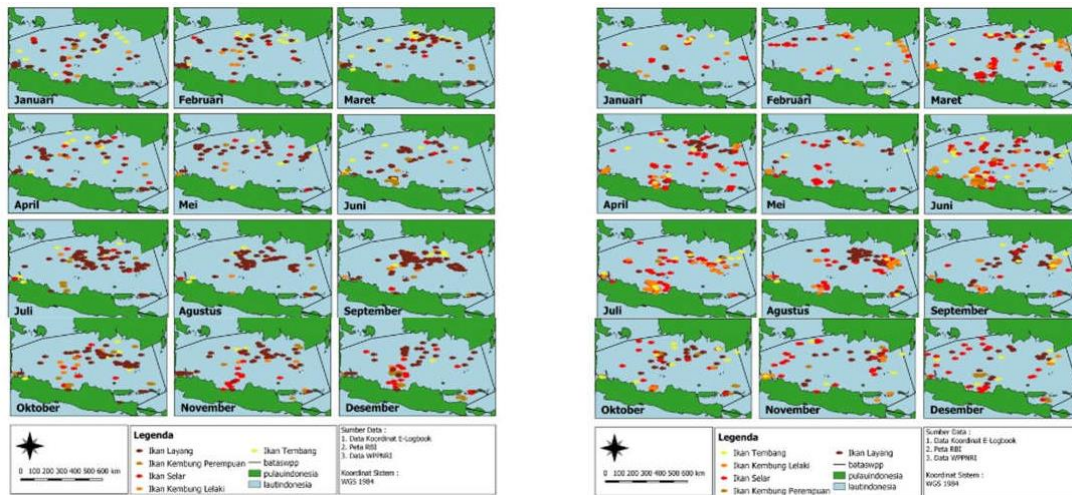 Januari
Februari
Maret
April
Mei
Juni
Juli
Agustus
September
Oktober
November
Desember
0 100 200 300 400 500 600 km
Legenda
Ikan Layang
Ikan Kembung Perempuan
Ikan Selar
Ikan Kembung Lelaki
Ikan Tembang
bataswpp
pulauindonesia
lautindonesia
Sumber Data :
1. Data Koordinat E-Logbook
2. Peta RBI
3. Data WPPNRI
Koordinat Sistem :
WGS 1984
Januari
Februari
Maret
April
Mei
Juni
Juli
Agustus
September
Oktober
November
Desember
0 100 200 300 400 500 600 km
Legenda
Ikan Tembang
Ikan Kembung Lelaki
Ikan Selar
Ikan Kembung Perempuan
Ikan Layang
bataswpp
pulauindonesia
lautindonesia
Sumber Data :
1. Data Koordinat E-Logbook
2. Peta RBI
3. Data WPPNRI
Koordinat Sistem :
WGS 1984